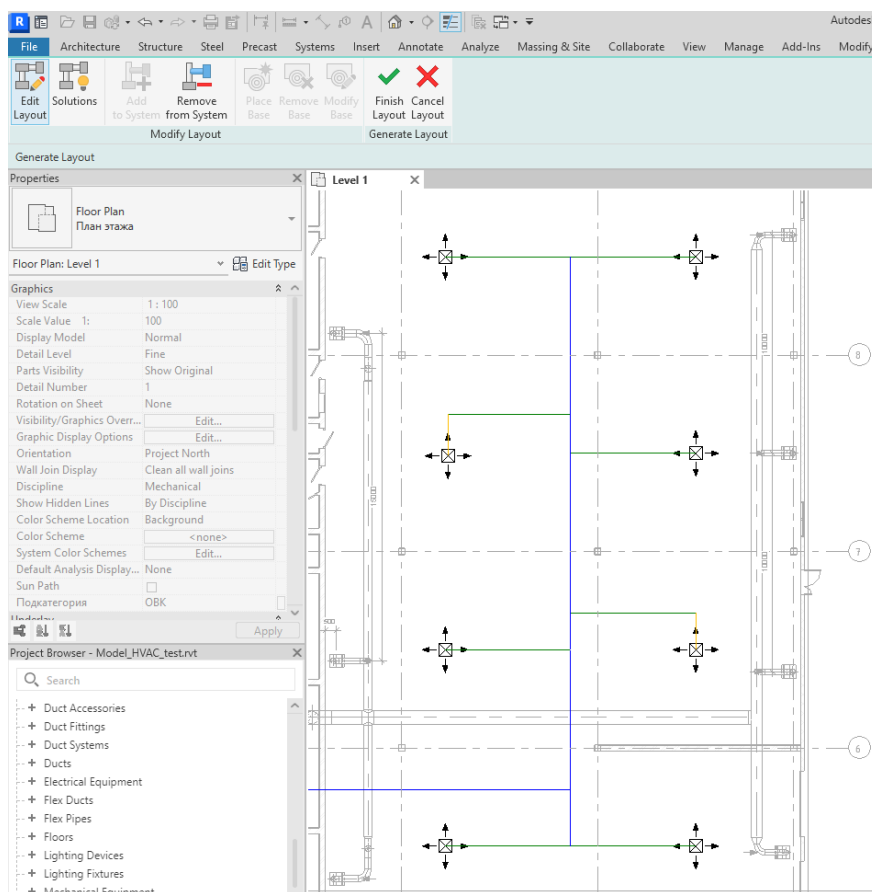 R
Autodes
File Architecture Structure Steel Precast Systems Insert Annotate Analyze Massing & Site Collaborate View Manage Add-Ins Modify
Edit Layout
Solutions
Add to System
Remove from System
Place Base
Remove Base
Modify Base
Finish Layout
Cancel Layout
Modify Layout
Generate Layout
Generate Layout
Properties
Level 1
Floor Plan
План этажа
Floor Plan: Level 1
Edit Type
Graphics
View Scale 1 : 100
Scale Value 1: 100
Display Model Normal
Detail Level Fine
Parts Visibility Show Original
Detail Number 1
Rotation on Sheet None
Visibility/Graphics Overr... Edit...
Graphic Display Options Edit...
Orientation Project North
Wall Join Display Clean all wall joins
Discipline Mechanical
Show Hidden Lines By Discipline
Color Scheme Location Background
Color Scheme <none>
System Color Schemes Edit...
Default Analysis Display... None
Sun Path
Подкатегория ОВК
Underlay
Apply
Project Browser - Model_HVAC_test.rvt
Search
Duct Accessories
Duct Fittings
Duct Systems
Ducts
Electrical Equipment
Flex Ducts
Flex Pipes
Floors
Lighting Devices
Lighting Fixtures
Mechanical Equipment
8
7
6